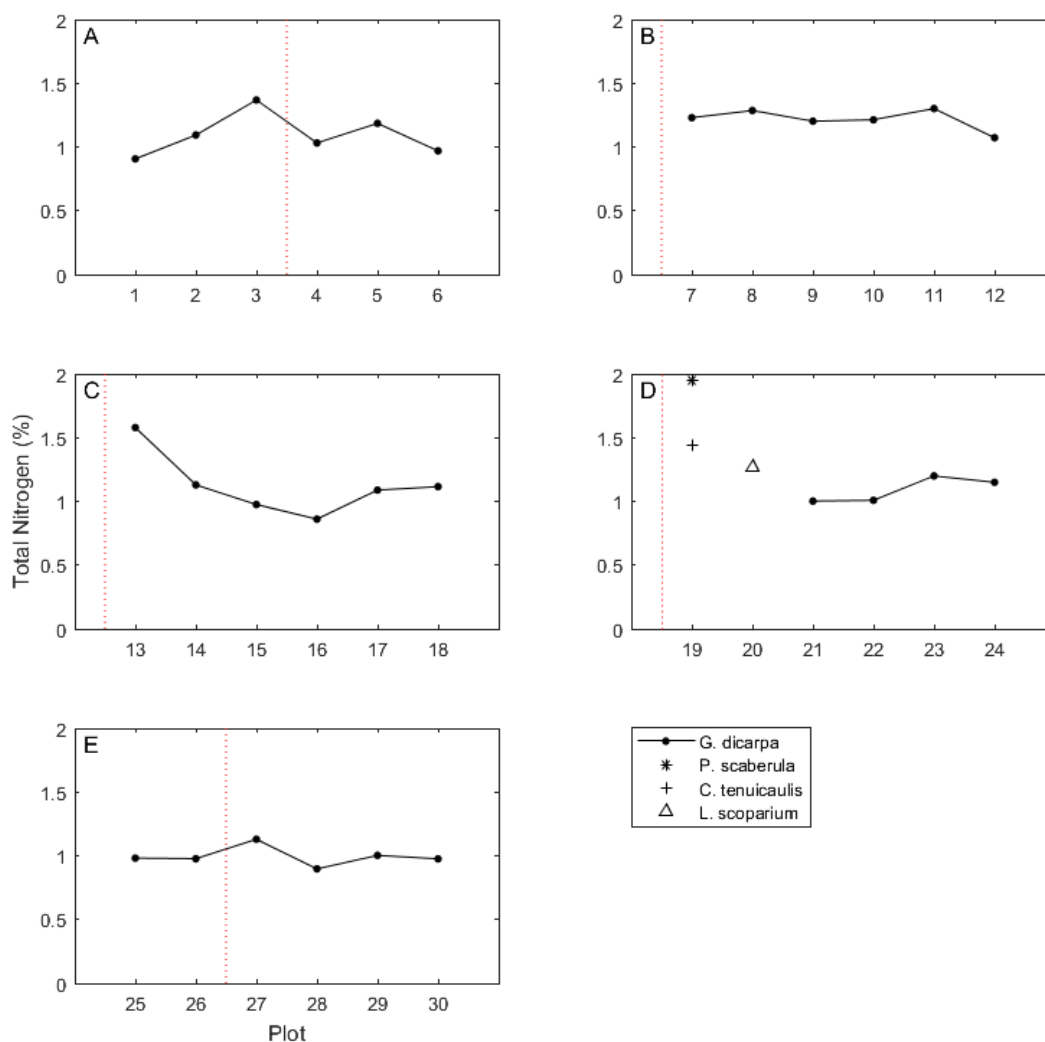 A
2
1.5
1
0.5
0
1 2 3 4 5 6
B
2
1.5
1
0.5
0
7 8 9 10 11 12
C
2
1.5
1
0.5
0
13 14 15 16 17 18
Total Nitrogen (%)
D
2
1.5
1
0.5
0
19 20 21 22 23 24
E
2
1.5
1
0.5
0
25 26 27 28 29 30
Plot
G. dicarpa
P. scaberula
C. tenuicaulis
L. scoparium